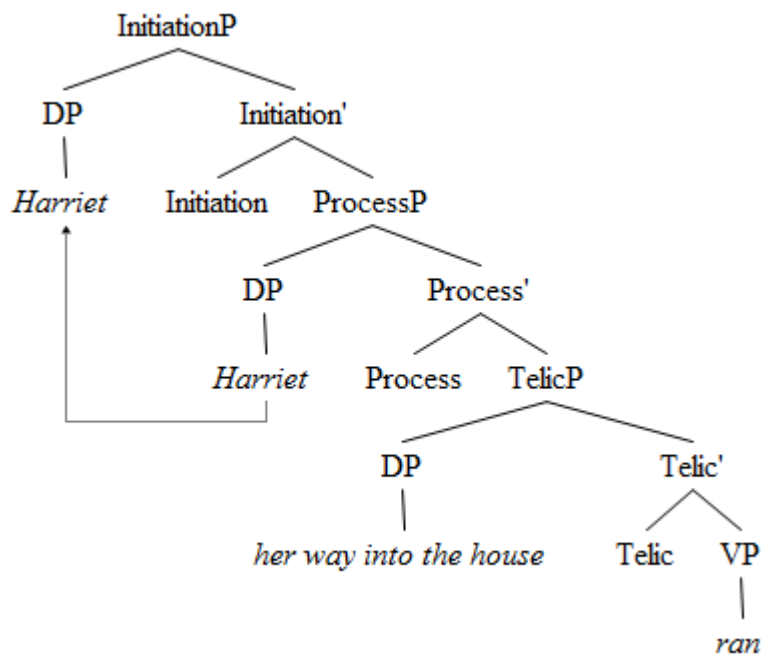 InitiationP
DP Initiation'
Harriet Initiation ProcessP
DP Process'
Harriet Process TelicP
DP Telic'
her way into the house Telic VP
ran